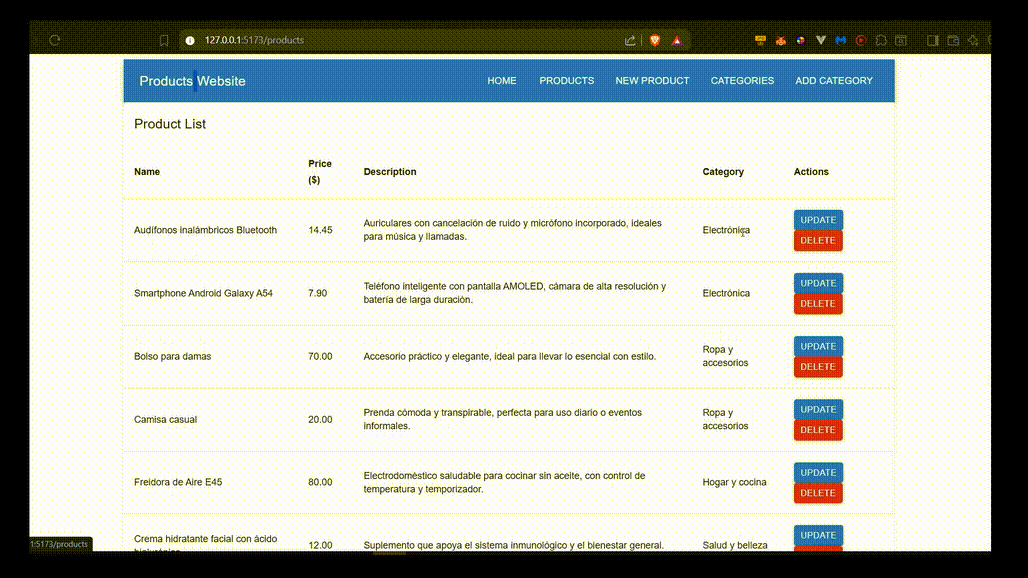 127.0.0.1:5173/products
Products Website
HOME PRODUCTS NEW PRODUCT CATEGORIES ADD CATEGORY
Product List
Name Price ($) Description Category Actions
Audífonos inalámbricos Bluetooth 14.45 Auriculares con cancelación de ruido y micrófono incorporado, ideales para música y llamadas. Electrónica UPDATE DELETE
Smartphone Android Galaxy A54 7.90 Teléfono inteligente con pantalla AMOLED, cámara de alta resolución y batería de larga duración. Electrónica UPDATE DELETE
Bolso para damas 70.00 Accesorio práctico y elegante, ideal para llevar lo esencial con estilo. Ropa y accesorios UPDATE DELETE
Camisa casual 20.00 Prenda cómoda y transpirable, perfecta para uso diario o eventos informales. Ropa y accesorios UPDATE DELETE
Freidora de Aire E45 80.00 Electrodoméstico saludable para cocinar sin aceite, con control de temperatura y temporizador. Hogar y cocina UPDATE DELETE
Crema hidratante facial con ácido 12.00 Suplemento que apoya el sistema inmunológico y el bienestar general. Salud y belleza UPDATE
1:5173/products